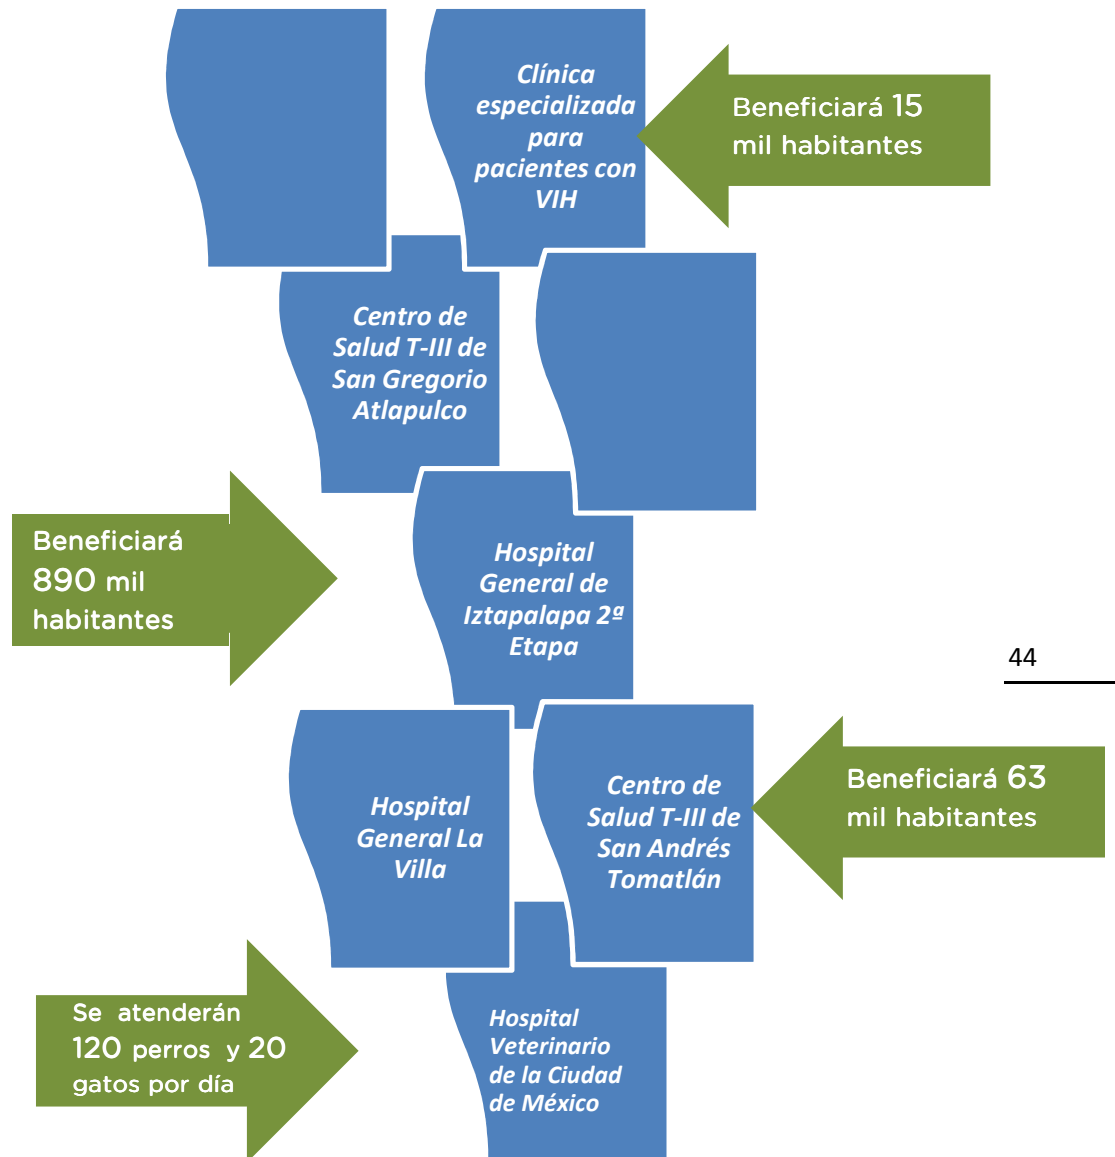 Clínica
especializada
para
pacientes con
VIH
Beneficiará 15
mil habitantes
Centro de
Salud T-III de
San Gregorio
Atlapulco
Beneficiará
890 mil
habitantes
Hospital
General de
Iztapalapa 2ª
Etapa
44
Hospital
General La
Villa
Centro de
Salud T-III de
San Andrés
Tomatlán
Beneficiará 63
mil habitantes
Se atenderán
120 perros y 20
gatos por día
Hospital
Veterinario
de la Ciudad
de México